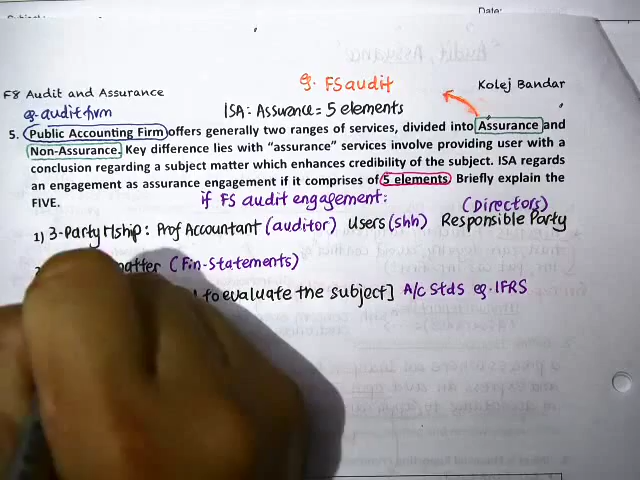 Date:
eg. FS audit
F8 Audit and Assurance Kolej Bandar
eg. audit firm ISA: Assurance = 5 elements
5. Public Accounting Firm offers generally two ranges of services, divided into Assurance and
Non-Assurance. Key difference lies with “assurance” services involve providing user with a
conclusion regarding a subject matter which enhances credibility of the subject. ISA regards
an engagement as assurance engagement if it comprises of 5 elements. Briefly explain the
FIVE.
if FS audit engagement: (Directors)
1) 3-Party r/ship: Prof Accountant (auditor) Users (shh) Responsible Party
(Fin-Statements)
to evaluate the subject] A/C Stds eg. IFRS